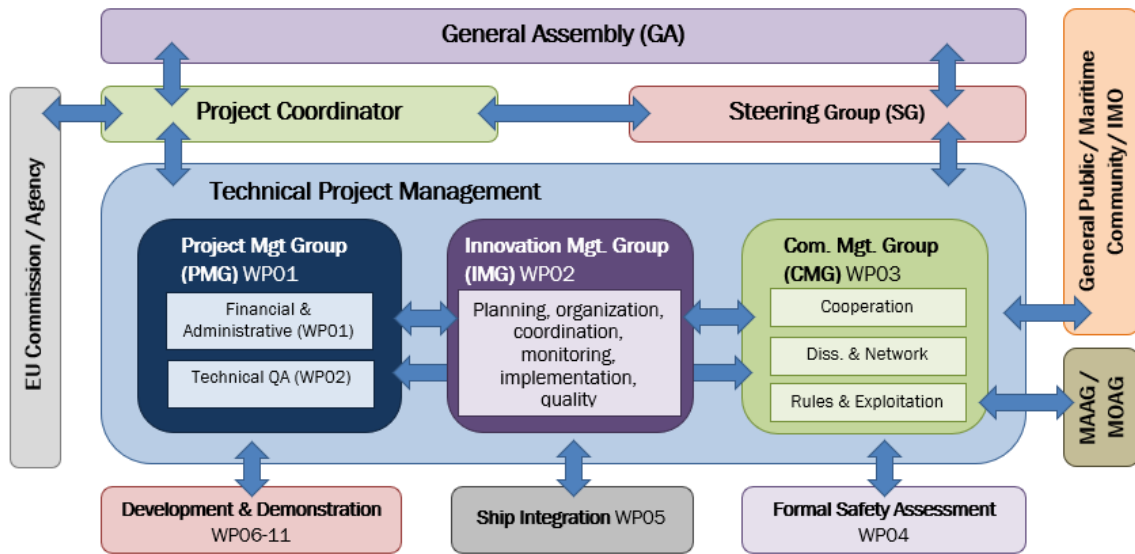 General Assembly (GA)
Project Coordinator
Steering Group (SG)
EU Commission / Agency
General Public / Maritime
Community / IMO
Technical Project Management
Project Mgt Group
(PMG) WP01
Financial &
Administrative (WP01)
Technical QA (WP02)
Innovation Mgt. Group
(IMG) WP02
Planning, organization,
coordination,
monitoring,
implementation,
quality
Com. Mgt. Group
(CMG) WP03
Cooperation
Diss. & Network
Rules & Exploitation
MAAG /
MOAG
Development & Demonstration
WP06-11
Ship Integration WP05
Formal Safety Assessment
WP04